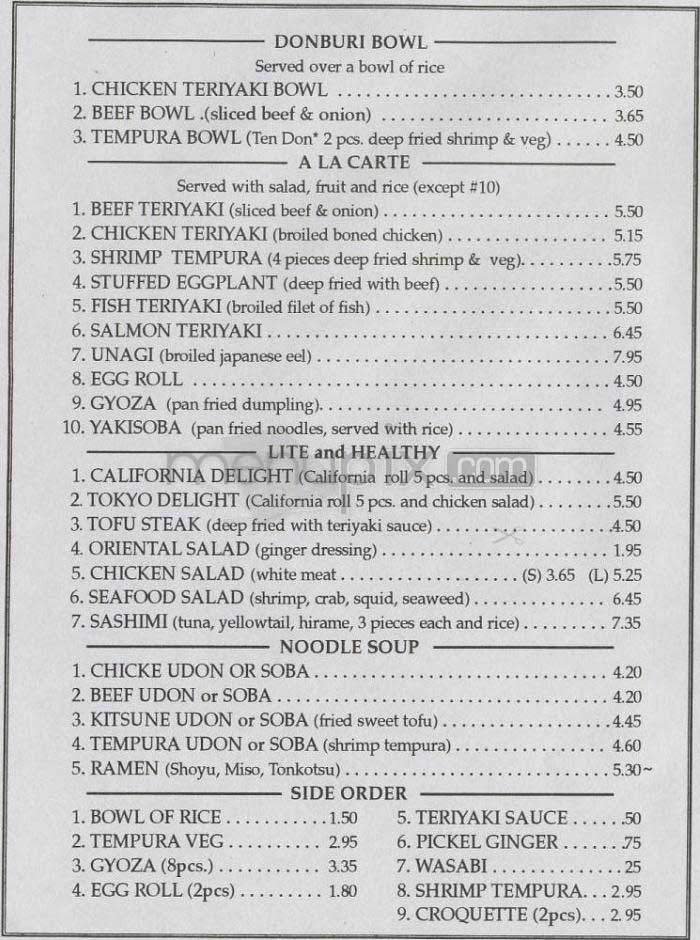 DONBURI BOWL
Served over a bowl of rice
1. CHICKEN TERIYAKI BOWL . . . . . . . . . . . . . . . . . . . . . . . . . . . . 3.50
2. BEEF BOWL .(sliced beef & onion) . . . . . . . . . . . . . . . . . . . . . . . 3.65
3. TEMPURA BOWL (Ten Don* 2 pcs. deep fried shrimp & veg) . . . . . . 4.50
A LA CARTE
Served with salad, fruit and rice (except #10)
1. BEEF TERIYAKI (sliced beef & onion) . . . . . . . . . . . . . . . . . . . . . . . 5.50
2. CHICKEN TERIYAKI (broiled boned chicken) . . . . . . . . . . . . . . . . 5.15
3. SHRIMP TEMPURA (4 pieces deep fried shrimp & veg). . . . . . . . . .5.75
4. STUFFED EGGPLANT (deep fried with beef) . . . . . . . . . . . . . . . . . 5.50
5. FISH TERIYAKI (broiled filet of fish) . . . . . . . . . . . . . . . . . . . . . . . . 5.50
6. SALMON TERIYAKI . . . . . . . . . . . . . . . . . . . . . . . . . . . . . . . . . . . 6.45
7. UNAGI (broiled japanese eel) . . . . . . . . . . . . . . . . . . . . . . . . . . . . . . 7.95
8. EGG ROLL . . . . . . . . . . . . . . . . . . . . . . . . . . . . . . . . . . . . . . . . . . 4.50
9. GYOZA (pan fried dumpling). . . . . . . . . . . . . . . . . . . . . . . . . . . . . 4.95
10. YAKISOBA (pan fried noodles, served with rice) . . . . . . . . . . . . . . . 4.55
LITE and HEALTHY
menupix.com
1. CALIFORNIA DELIGHT (California roll 5 pcs. and salad) . . . . . . . . 4.50
2. TOKYO DELIGHT (California roll 5 pcs. and chicken salad) . . . . . . . . 5.50
3. TOFU STEAK (deep fried with teriyaki sauce) . . . . . . . . . . . . . . . . . .4.50
4. ORIENTAL SALAD (ginger dressing) . . . . . . . . . . . . . . . . . . . . . . . 1.95
5. CHICKEN SALAD (white meat . . . . . . . . . . . . . . . . . . (S) 3.65 (L) 5.25
6. SEAFOOD SALAD (shrimp, crab, squid, seaweed) . . . . . . . . . . . . . . 6.45
7. SASHIMI (tuna, yellowtail, hirame, 3 pieces each and rice) . . . . . . . . . 7.35
NOODLE SOUP
1. CHICKE UDON OR SOBA . . . . . . . . . . . . . . . . . . . . . . . . . . . . . . 4.20
2. BEEF UDON or SOBA . . . . . . . . . . . . . . . . . . . . . . . . . . . . . . . . . . 4.20
3. KITSUNE UDON or SOBA (fried sweet tofu) . . . . . . . . . . . . . . . . . .4.45
4. TEMPURA UDON or SOBA (shrimp tempura) . . . . . . . . . . . . . . . . 4.60
5. RAMEN (Shoyu, Miso, Tonkotsu) . . . . . . . . . . . . . . . . . . . . . . . . . . .5.30~
SIDE ORDER
1. BOWL OF RICE . . . . . . . . . . .1.50
2. TEMPURA VEG . . . . . . . . . . 2.95
3. GYOZA (8pcs.) . . . . . . . . . . . 3.35
4. EGG ROLL (2pcs) . . . . . . . . . 1.80
5. TERIYAKI SAUCE . . . . . .50
6. PICKEL GINGER . . . . . . .75
7. WASABI . . . . . . . . . . . . . . 25
8. SHRIMP TEMPURA. . . 2.95
9. CROQUETTE (2pcs). . . 2.95